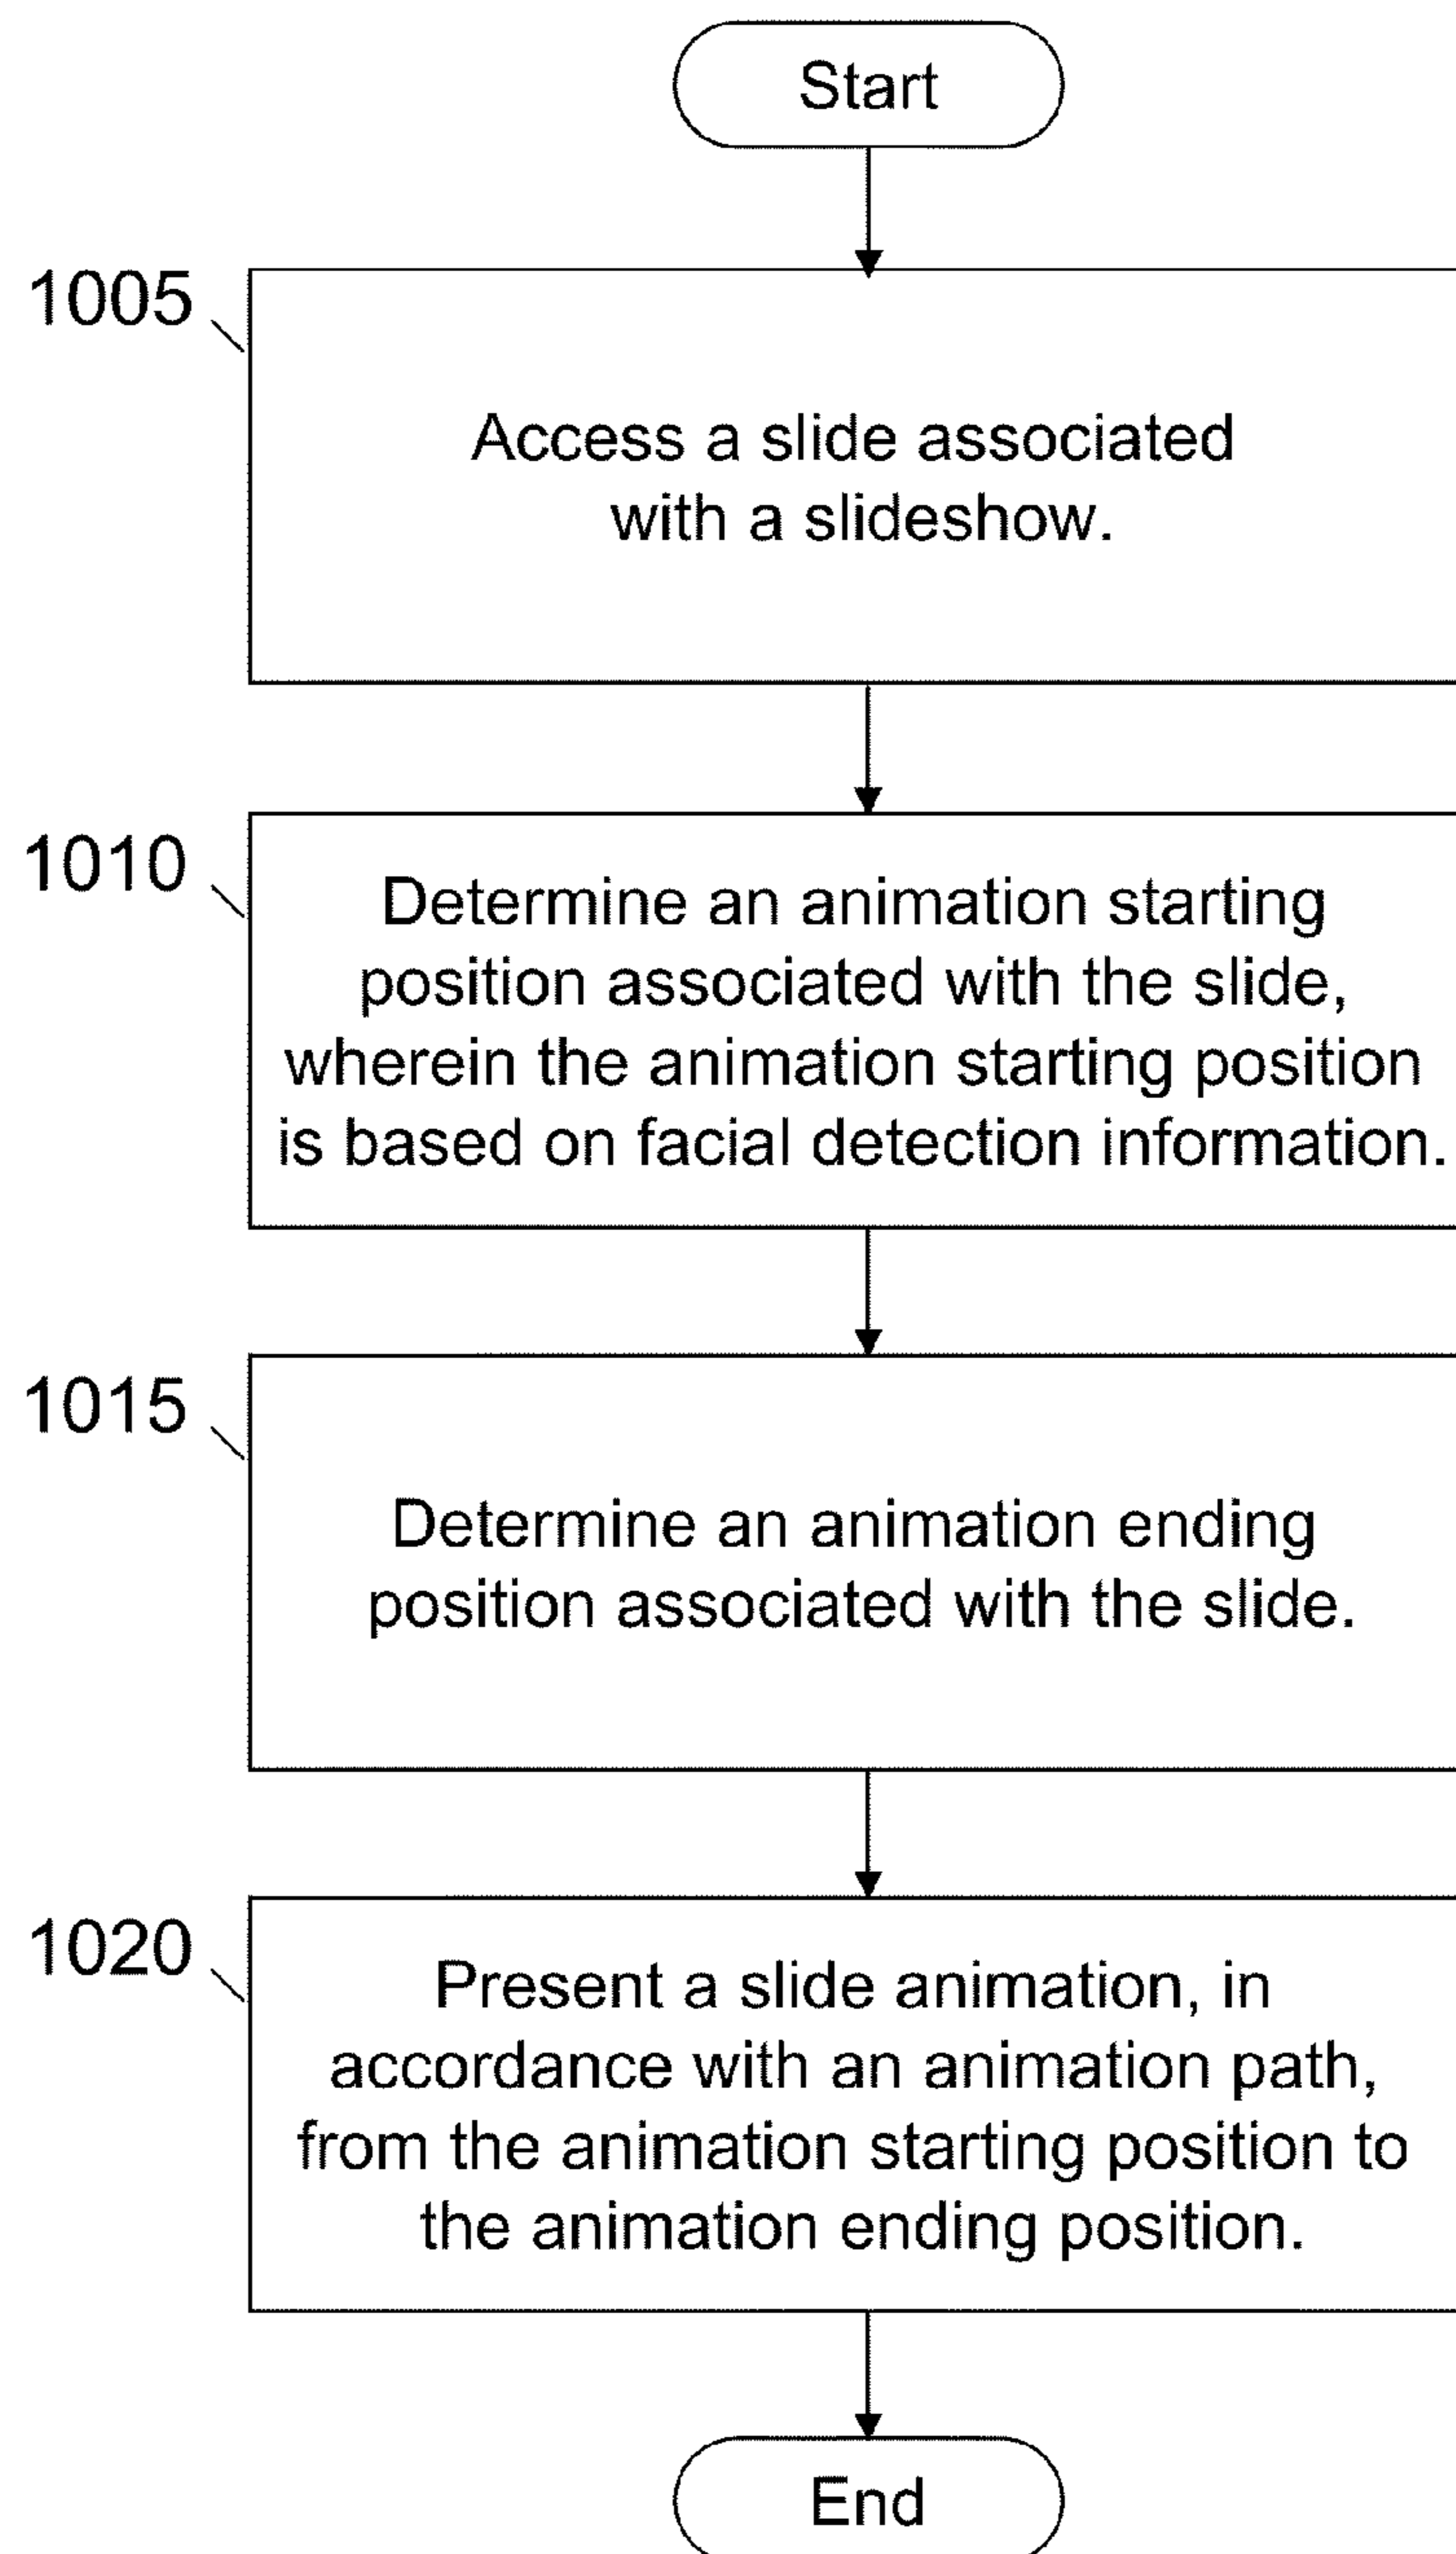 Start
1005
Access a slide associated
with a slideshow.
1010
Determine an animation starting
position associated with the slide,
wherein the animation starting position
is based on facial detection information.
1015
Determine an animation ending
position associated with the slide.
1020
Present a slide animation, in
accordance with an animation path,
from the animation starting position to
the animation ending position.
End